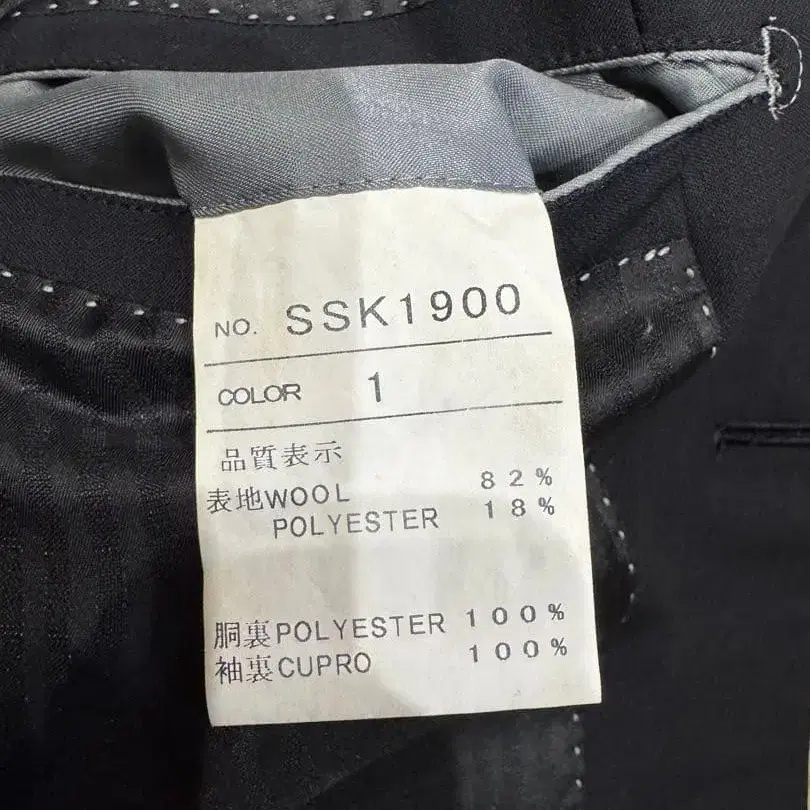 NO. SSK1900
COLOR 1
品質表示
表地WOOL 82%
POLYESTER 18%
胴裏POLYESTER 100%
袖裏CUPRO 100%